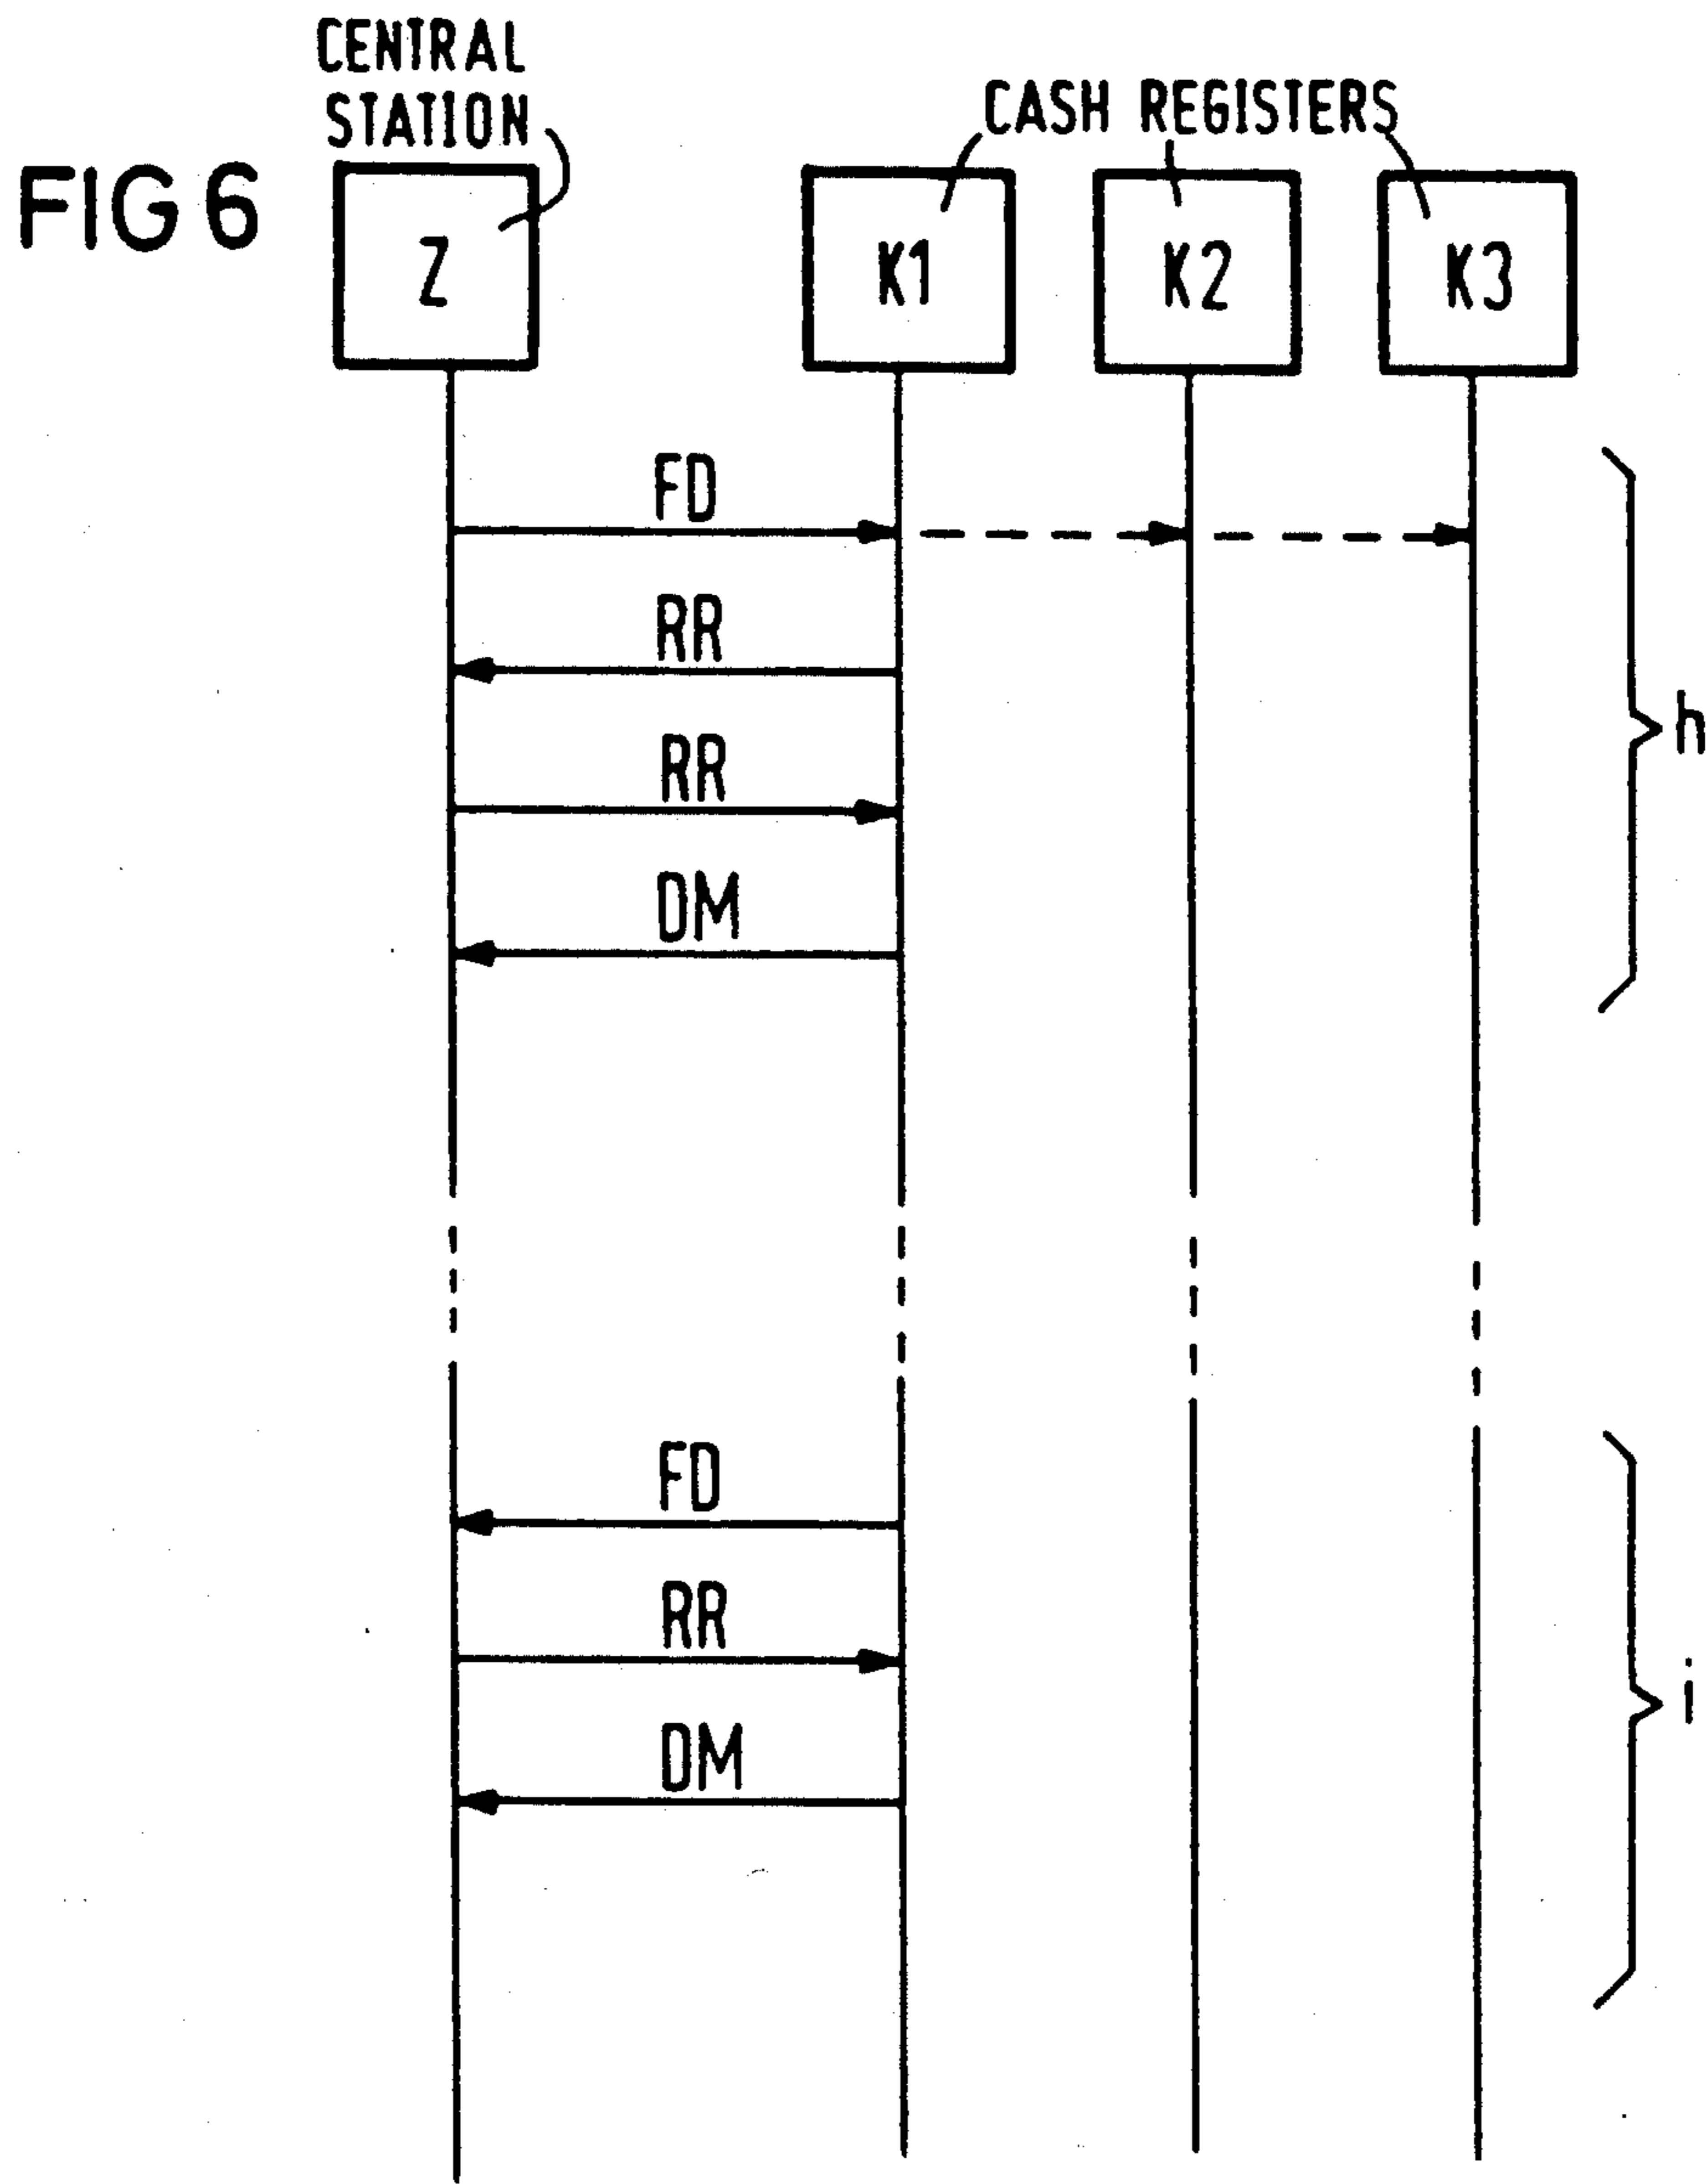 CENTRAL
STATION
CASH REGISTERS
FIG 6
Z
K1
K2
K3
FD
RR
RR
DM
h
FD
RR
DM
i